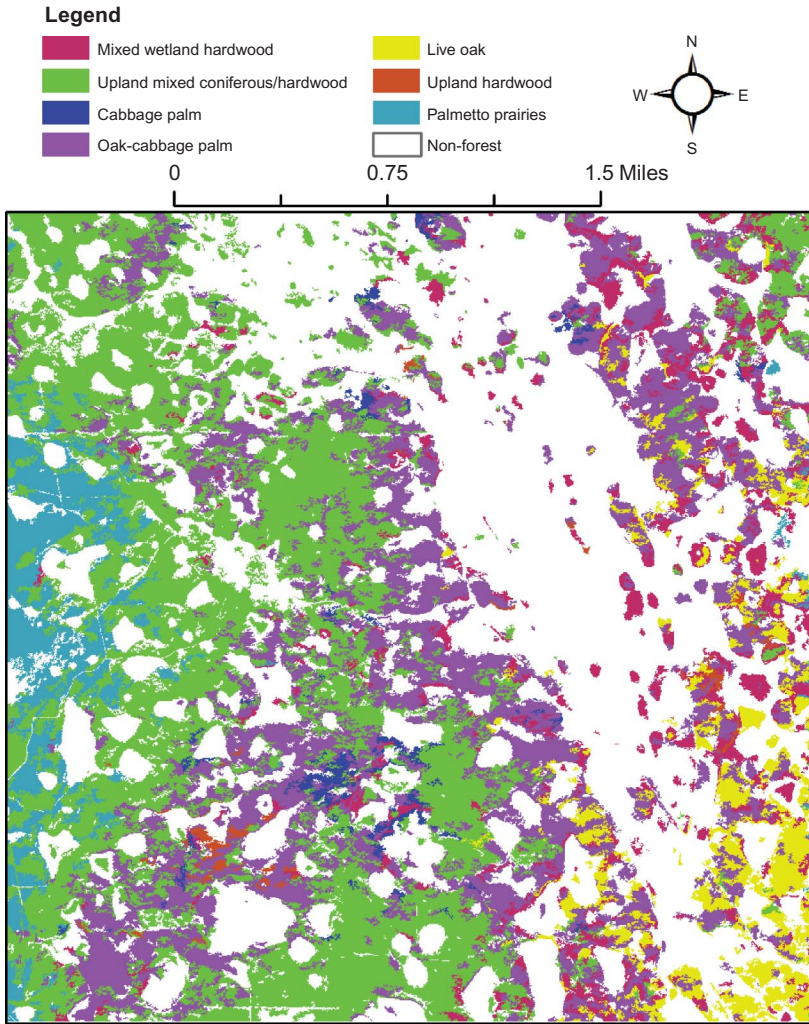 Legend
Mixed wetland hardwood
Upland mixed coniferous/hardwood
Cabbage palm
Oak-cabbage palm
Live oak
Upland hardwood
Palmetto prairies
Non-forest
N
W E
S
0 0.75 1.5 Miles